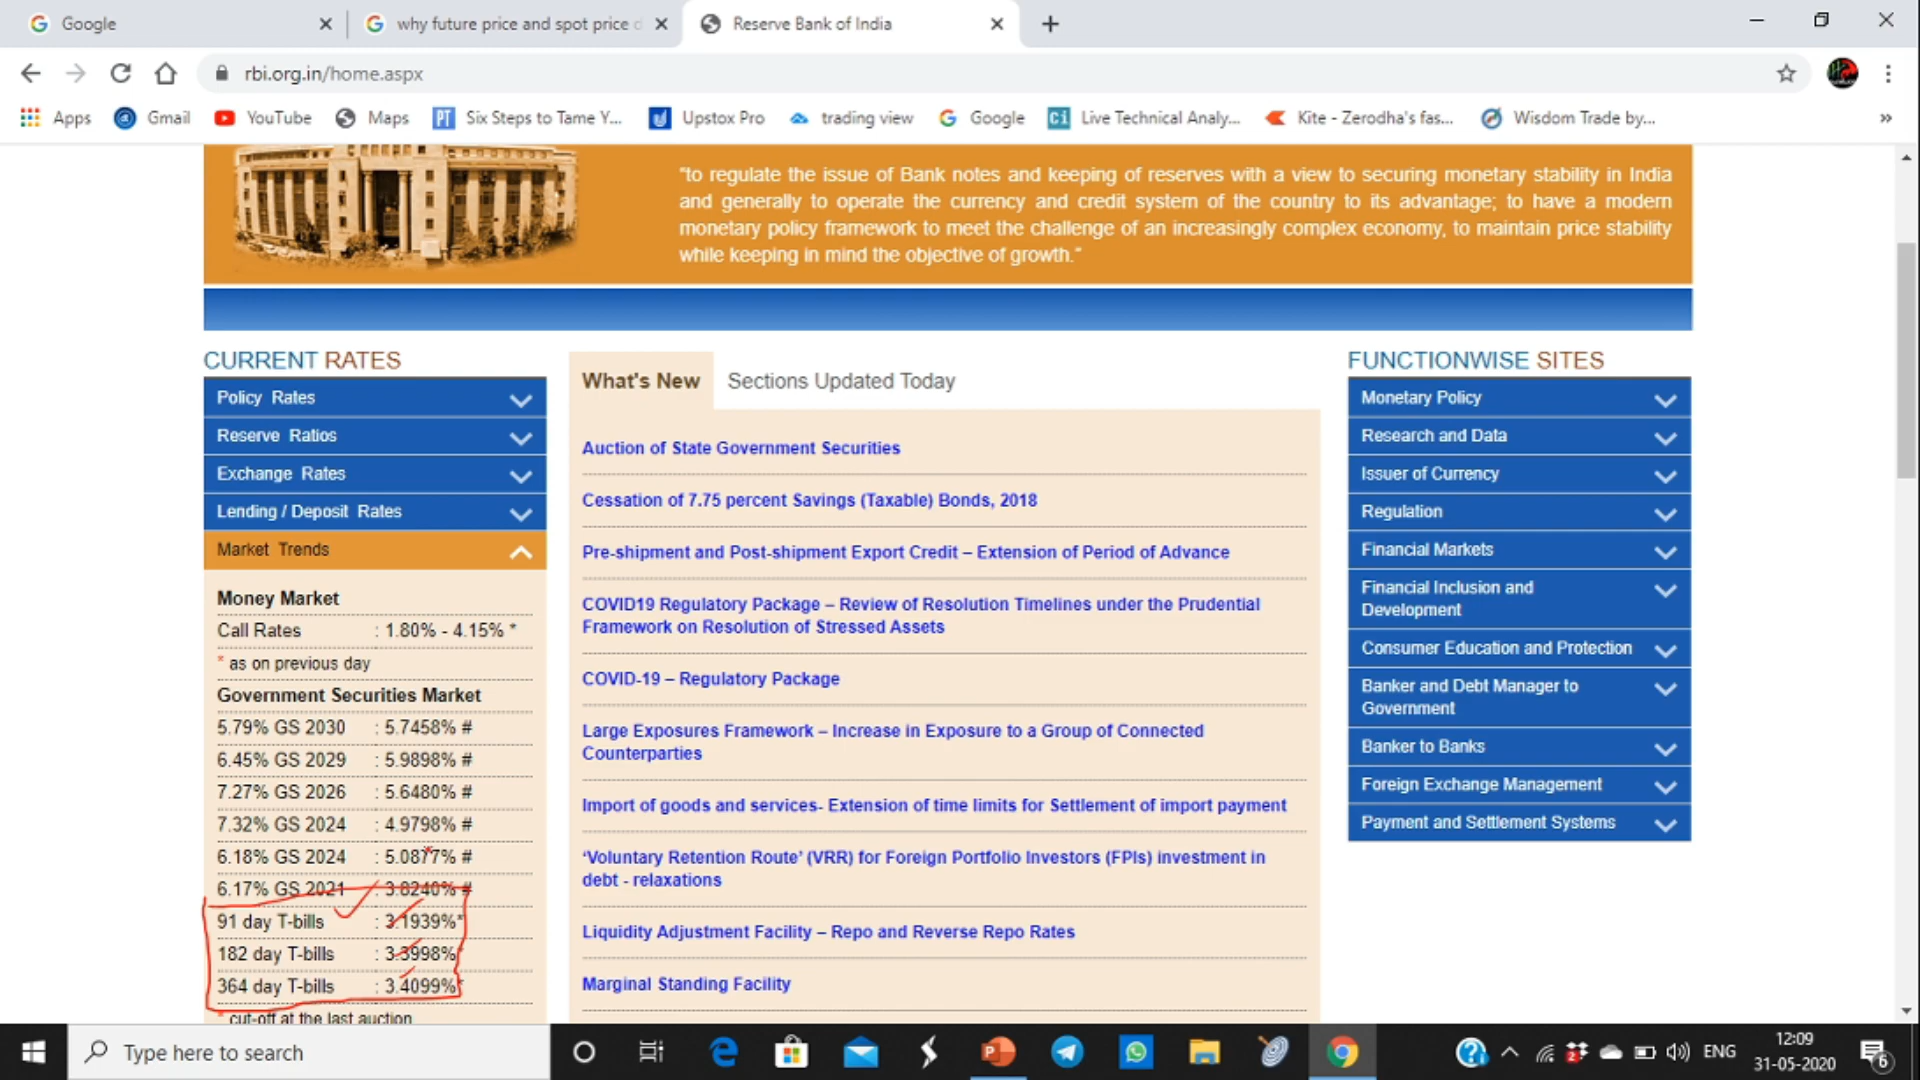 Google
why future price and spot price d
Reserve Bank of India
rbi.org.in/home.aspx
Apps
Gmail
YouTube
Maps
Six Steps to Tame Y...
Upstox Pro
trading view
Google
Live Technical Analy...
Kite - Zerodha's fas...
Wisdom Trade by...
»
"to regulate the issue of Bank notes and keeping of reserves with a view to securing monetary stability in India
and generally to operate the currency and credit system of the country to its advantage; to have a modern
monetary policy framework to meet the challenge of an increasingly complex economy, to maintain price stability
while keeping in mind the objective of growth."
CURRENT RATES
Policy Rates
Reserve Ratios
Exchange Rates
Lending / Deposit Rates
Market Trends
Money Market
Call Rates : 1.80% - 4.15% *
* as on previous day
Government Securities Market
5.79% GS 2030 : 5.7458% #
6.45% GS 2029 : 5.9898% #
7.27% GS 2026 : 5.6480% #
7.32% GS 2024 : 4.9798% #
6.18% GS 2024 : 5.0877% #
6.17% GS 2021 : 3.8240% #
91 day T-bills : 3.1939%*
182 day T-bills : 3.3998%*
364 day T-bills : 3.4099%*
* cut-off at the last auction
What's New
Sections Updated Today
Auction of State Government Securities
Cessation of 7.75 percent Savings (Taxable) Bonds, 2018
Pre-shipment and Post-shipment Export Credit – Extension of Period of Advance
COVID19 Regulatory Package – Review of Resolution Timelines under the Prudential
Framework on Resolution of Stressed Assets
COVID-19 – Regulatory Package
Large Exposures Framework – Increase in Exposure to a Group of Connected
Counterparties
Import of goods and services- Extension of time limits for Settlement of import payment
‘Voluntary Retention Route’ (VRR) for Foreign Portfolio Investors (FPIs) investment in
debt - relaxations
Liquidity Adjustment Facility – Repo and Reverse Repo Rates
Marginal Standing Facility
FUNCTIONWISE SITES
Monetary Policy
Research and Data
Issuer of Currency
Regulation
Financial Markets
Financial Inclusion and
Development
Consumer Education and Protection
Banker and Debt Manager to
Government
Banker to Banks
Foreign Exchange Management
Payment and Settlement Systems
Type here to search
ENG
12:09
31-05-2020
6